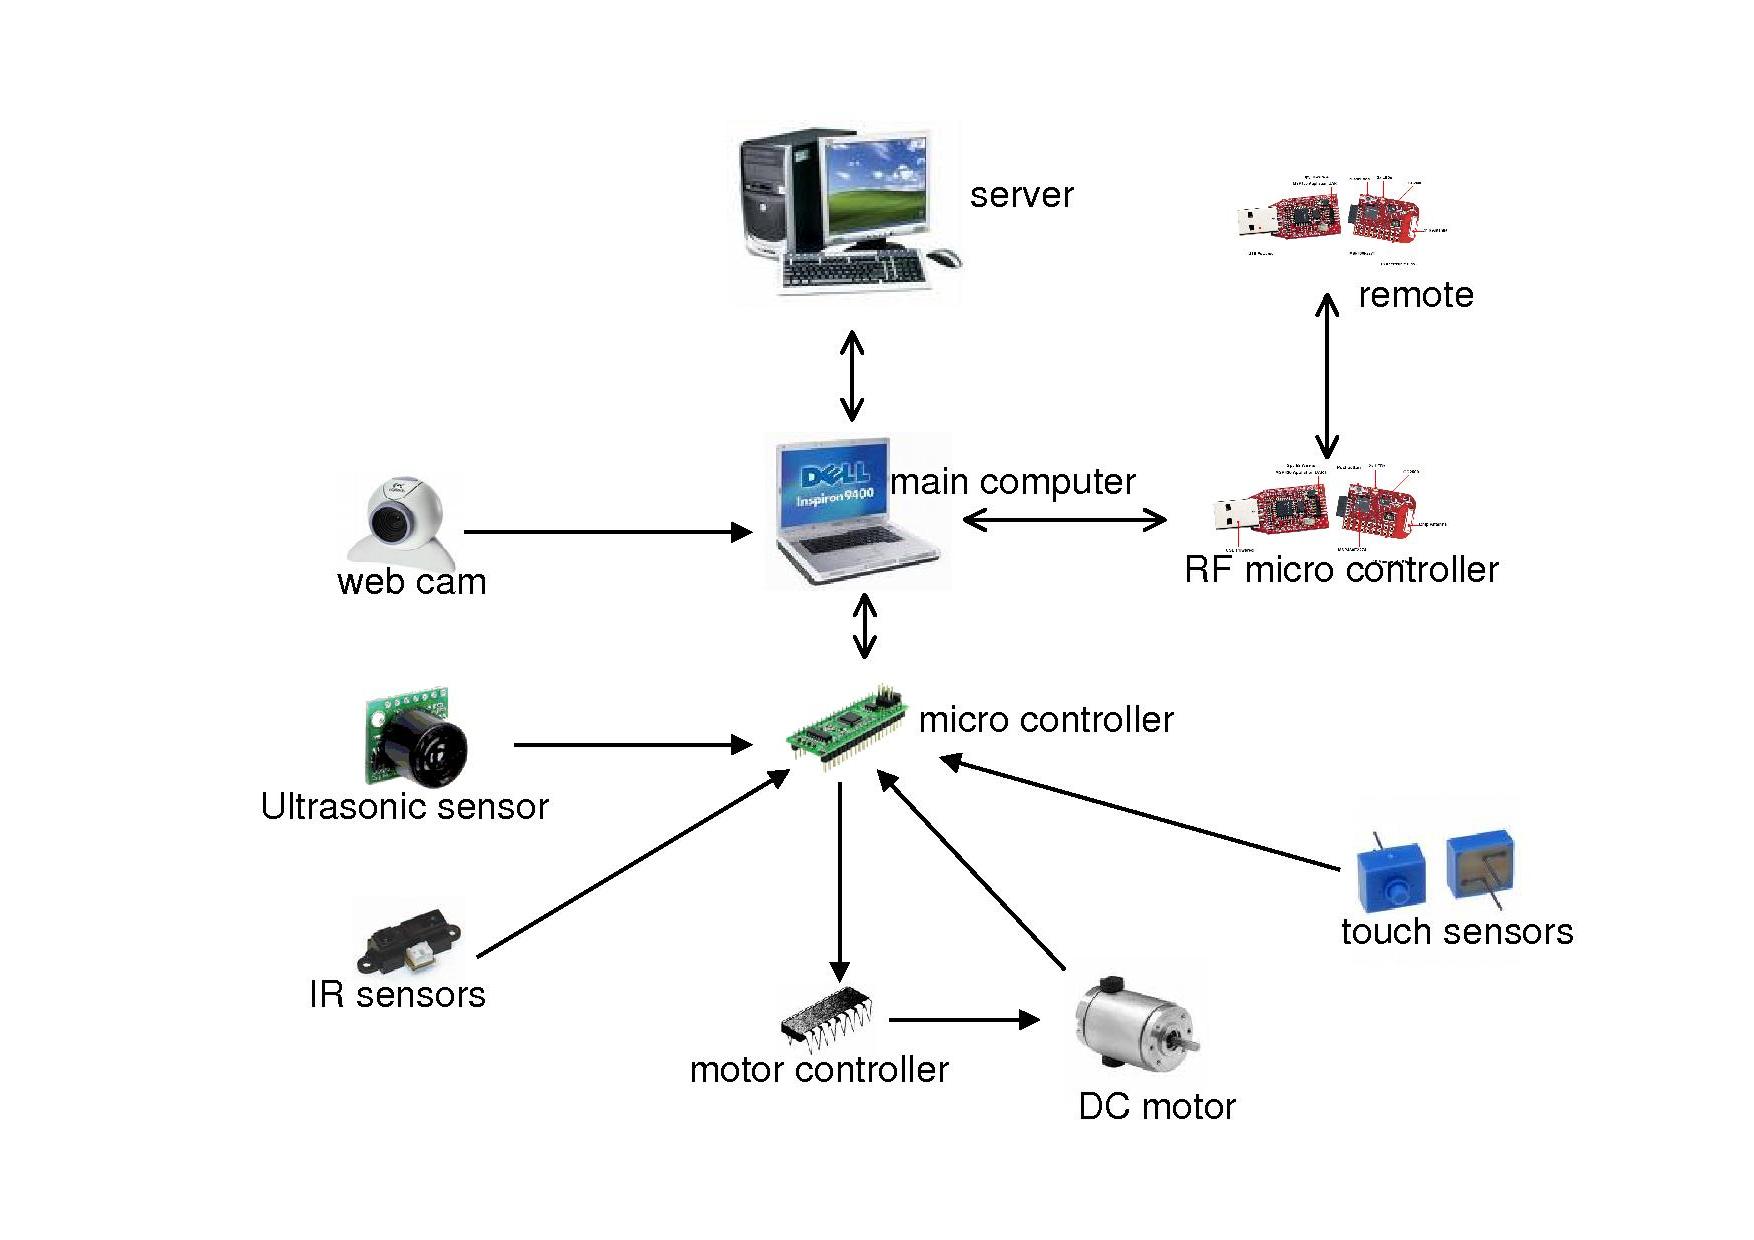 server
remote
DELL
Inspiron 9400
main computer
web cam
RF micro controller
micro controller
Ultrasonic sensor
touch sensors
IR sensors
motor controller
DC motor